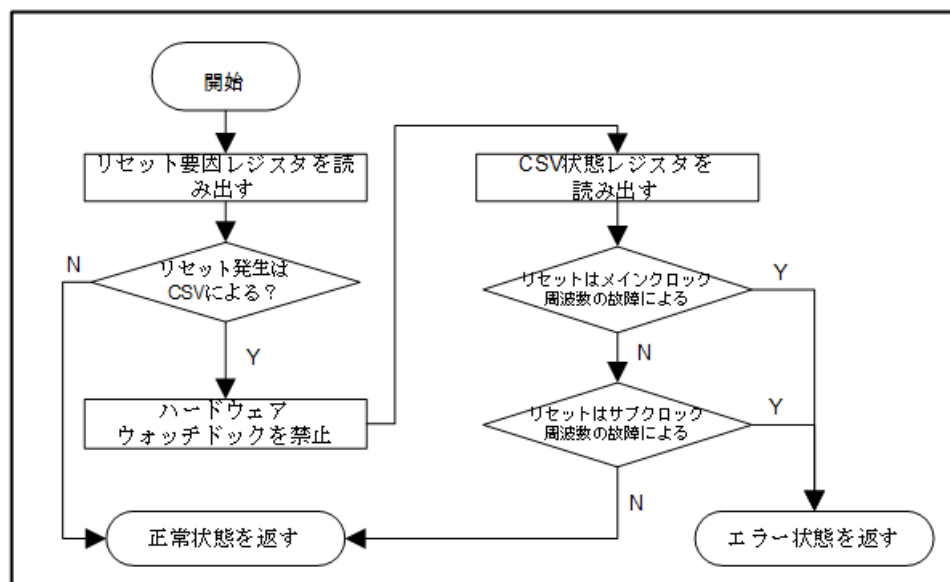 開始
リセット要因レジスタを読
み出す
リセット発生は
CSVによる？
N
Y
ハードウェア
ウォッチドックを禁止
正常状態を返す
CSV状態レジスタを
読み出す
リセットはメインクロック
周波数の故障による
Y
N
リセットはサブクロック
周波数の故障による
Y
N
エラー状態を返す